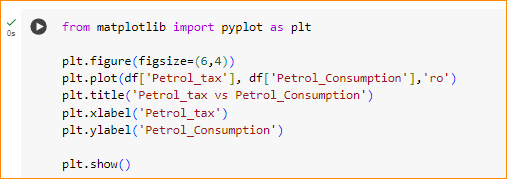 0s
from matplotlib import pyplot as plt
plt.figure(figsize=(6,4))
plt.plot(df['Petrol_tax'], df['Petrol_Consumption'],'ro')
plt.title('Petrol_tax vs Petrol_Consumption')
plt.xlabel('Petrol_tax')
plt.ylabel('Petrol_Consumption')
plt.show()